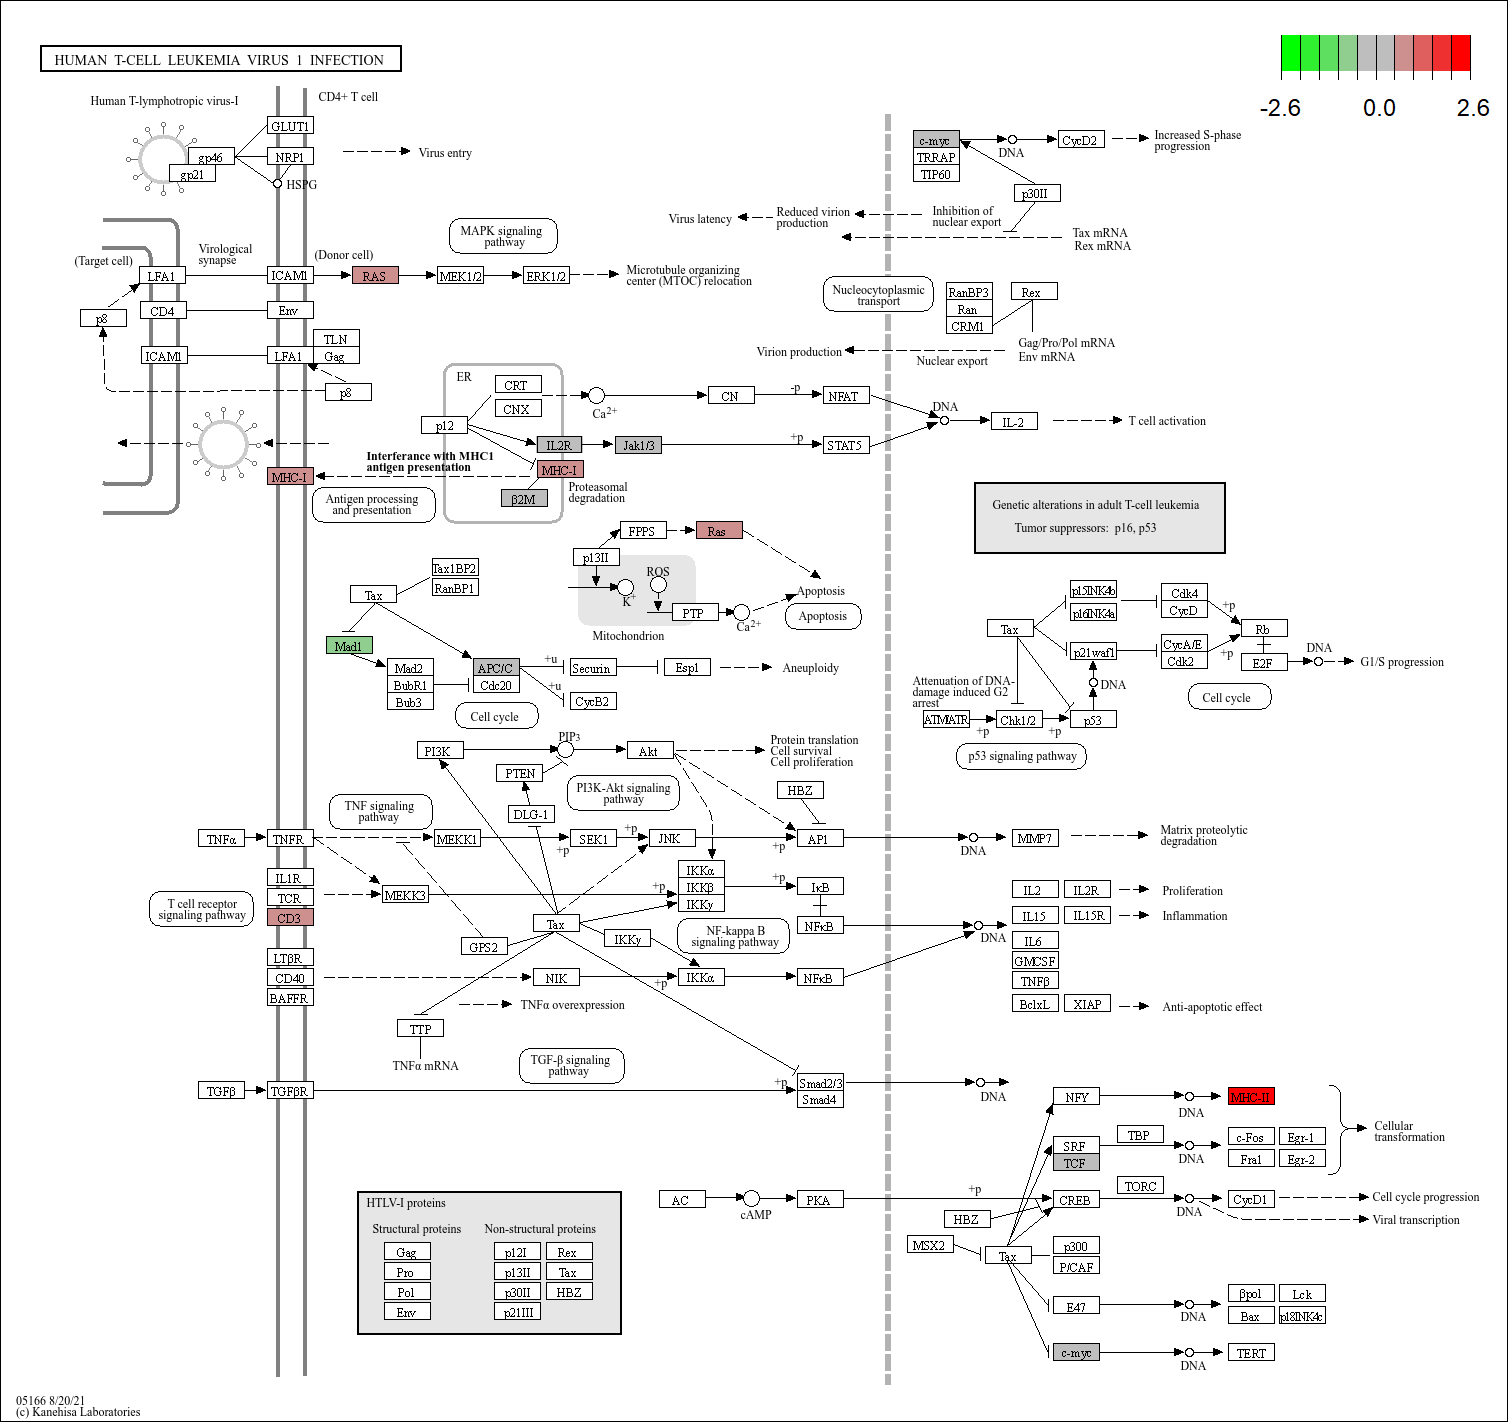 HUMAN T-CELL LEUKEMIA VIRUS 1 INFECTION
-2.6 0.0 2.6
Human T-lymphotropic virus-I
CD4+ T cell
GLUT1
gp46
NRP1
Virus entry
gp21
HSPG
c-myc
TRRAP
TIP60
DNA
CycD2
Increased S-phase
progression
p30II
Virus latency
Reduced virion
production
Inhibition of
nuclear export
Tax mRNA
Rex mRNA
MAPK signaling
pathway
(Target cell)
Virological
synapse
(Donor cell)
LFA1
ICAM1
RAS
MEK1/2
ERK1/2
Microtubule organizing
center (MTOC) relocation
p8
CD4
Env
TLN
ICAM1
LFA1
Gag
p8
Nucleocytoplasmic
transport
RanBP3
Ran
CRM1
Rex
Gag/Pro/Pol mRNA
Env mRNA
Virion production
Nuclear export
ER
CRT
CNX
p12
Ca2+
CN
-p
NFAT
DNA
IL-2
T cell activation
IL2R
Jak1/3
+p
STAT5
Interferance with MHC1
antigen presentation
MHC-I
MHC-I
β2M
Proteasomal
degradation
Antigen processing
and presentation
Genetic alterations in adult T-cell leukemia
Tumor suppressors: p16, p53
FPPS
Ras
p13II
ROS
K+
PTP
Ca2+
Mitochondrion
Apoptosis
Apoptosis
Tax1BP2
RanBP1
Tax
Mad1
Mad2
BubR1
Bub3
APC/C
Cdc20
+u
+u
Securin
CycB2
Esp1
Aneuploidy
Cell cycle
p15INK4b
p16INK4a
Cdk4
CycD
+p
Tax
Rb
p21waf1
CycA/E
Cdk2
+p
E2F
DNA
G1/S progression
Attenuation of DNA-
damage induced G2
arrest
DNA
Cell cycle
ATM/ATR
+p
Chk1/2
+p
p53
p53 signaling pathway
PI3K
PIP3
Akt
Protein translation
Cell survival
Cell proliferation
PTEN
PI3K-Akt signaling
pathway
HBZ
TNF signaling
pathway
DLG-1
TNFα
TNFR
MEKK1
+p
SEK1
+p
JNK
+p
AP1
DNA
MMP7
Matrix proteolytic
degradation
IL1R
TCR
CD3
T cell receptor
signaling pathway
MEKK3
+p
IKKα
IKKβ
IKKγ
+p
IκB
NFκB
IL2
IL2R
Proliferation
IL15
IL15R
Inflammation
DNA
IL6
GMCSF
TNFβ
BclxL
XIAP
Anti-apoptotic effect
Tax
GPS2
IKKγ
NF-kappa B
signaling pathway
LTβR
CD40
BAFFR
NIK
+p
IKKα
NFκB
TNFα overexpression
TTP
TNFα mRNA
TGF-β signaling
pathway
TGFβ
TGFβR
+p
Smad2/3
Smad4
DNA
NFY
DNA
MHC-II
SRF
TCF
TBP
DNA
c-Fos
Egr-1
Fra1
Egr-2
Cellular
transformation
AC
cAMP
PKA
+p
CREB
TORC
DNA
CycD1
Cell cycle progression
Viral transcription
HBZ
MSX2
Tax
p300
P/CAF
E47
DNA
βpol
Lck
Bax
p18INK4c
c-myc
DNA
TERT
HTLV-I proteins
Structural proteins
Non-structural proteins
Gag
p12I
Rex
Pro
p13II
Tax
Pol
p30II
HBZ
Env
p21III
05166 8/20/21
(c) Kanehisa Laboratories